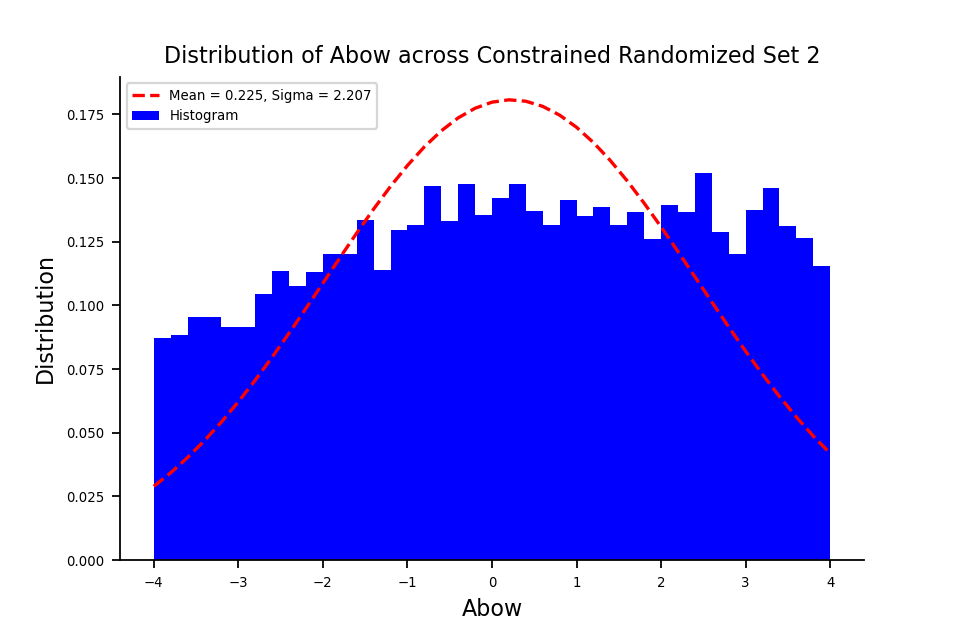 Distribution of Abow across Constrained Randomized Set 2
Mean = 0.225, Sigma = 2.207
Histogram
Distribution
0.175
0.150
0.125
0.100
0.075
0.050
0.025
0.000
−4 −3 −2 −1 0 1 2 3 4
Abow